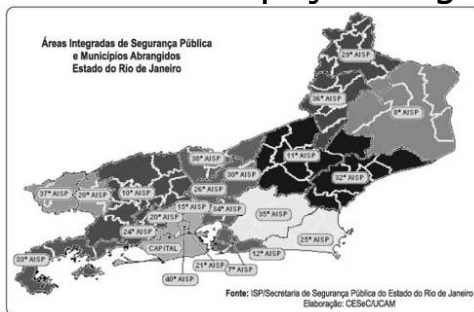 Áreas Integradas de Segurança Pública
e Municípios Abrangidos
Estado do Rio de Janeiro
29ª AISP
36ª AISP
8ª AISP
38ª AISP
11ª AISP
30ª AISP
32ª AISP
37ª AISP
28ª AISP
10ª AISP
26ª AISP
15ª AISP
34ª AISP
20ª AISP
35ª AISP
24ª AISP
CAPITAL
25ª AISP
12ª AISP
33ª AISP
21ª AISP
7ª AISP
40ª AISP
Fonte: ISP/Secretaria de Segurança Pública do Estado do Rio de Janeiro
Elaboração: CESeC/UCAM